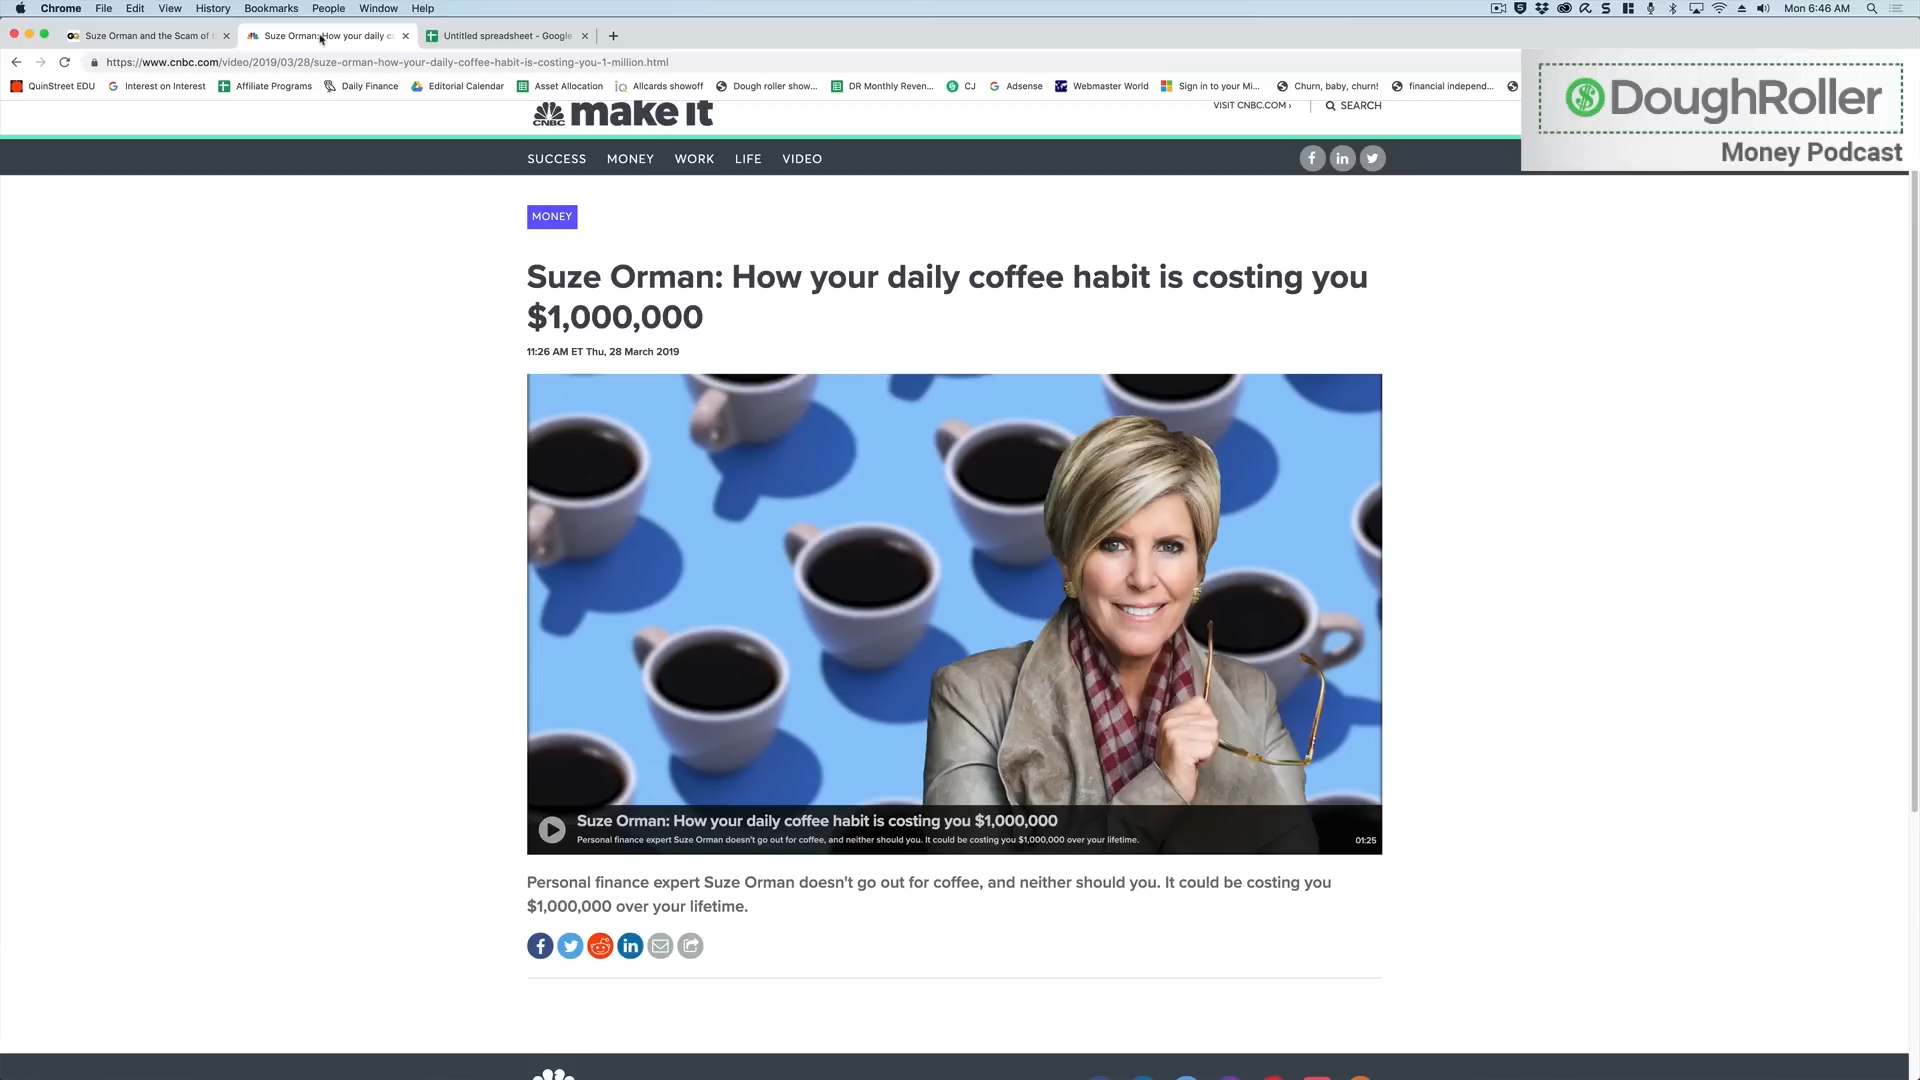 Chrome File Edit View History Bookmarks People Window Help Mon 6:46 AM
Suze Orman and the Scam of Suze Orman: How your daily Untitled spreadsheet - Google
https://www.cnbc.com/video/2019/03/28/suze-orman-how-your-daily-coffee-habit-is-costing-you-1-million.html
QuinStreet EDU Interest on Interest Affiliate Programs Daily Finance Editorial Calendar Asset Allocation Allcards showoff Dough roller show... DR Monthly Reven... CJ Adsense Webmaster World Sign in to your Mi... Churn, baby, churn! financial independ...
DoughRoller
Money Podcast
CNBC make it VISIT CNBC.COM › SEARCH
SUCCESS MONEY WORK LIFE VIDEO
MONEY
Suze Orman: How your daily coffee habit is costing you
$1,000,000
11:26 AM ET Thu, 28 March 2019
Suze Orman: How your daily coffee habit is costing you $1,000,000
Personal finance expert Suze Orman doesn't go out for coffee, and neither should you. It could be costing you $1,000,000 over your lifetime.
01:25
Personal finance expert Suze Orman doesn't go out for coffee, and neither should you. It could be costing you
$1,000,000 over your lifetime.